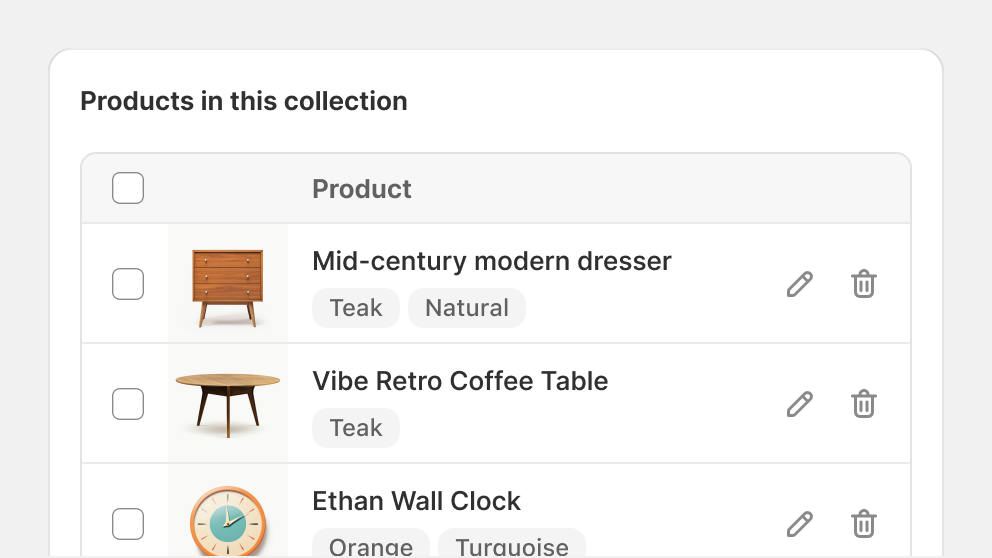 Products in this collection
Product
Mid-century modern dresser
Teak Natural
Vibe Retro Coffee Table
Teak
Ethan Wall Clock
Orange Turquoise